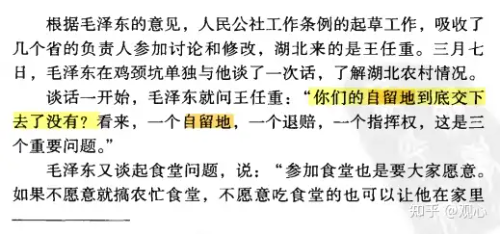 根据毛泽东的意见，人民公社工作条例的起草工作，吸收了
几个省的负责人参加讨论和修改，湖北来的是王任重。三月七
日，毛泽东在鸡颈坑单独与他谈了一次话，了解湖北农村情况。
谈话一开始，毛泽东就问王任重：“你们的自留地到底交下
去了没有？看来，一个自留地，一个退赔，一个指挥权，这是三
个重要问题。”
毛泽东又谈起食堂问题，说：“参加食堂也是要大家愿意。
如果不愿意就搞农忙食堂，不愿意吃食堂的也可以让他在家里
知乎 @观心